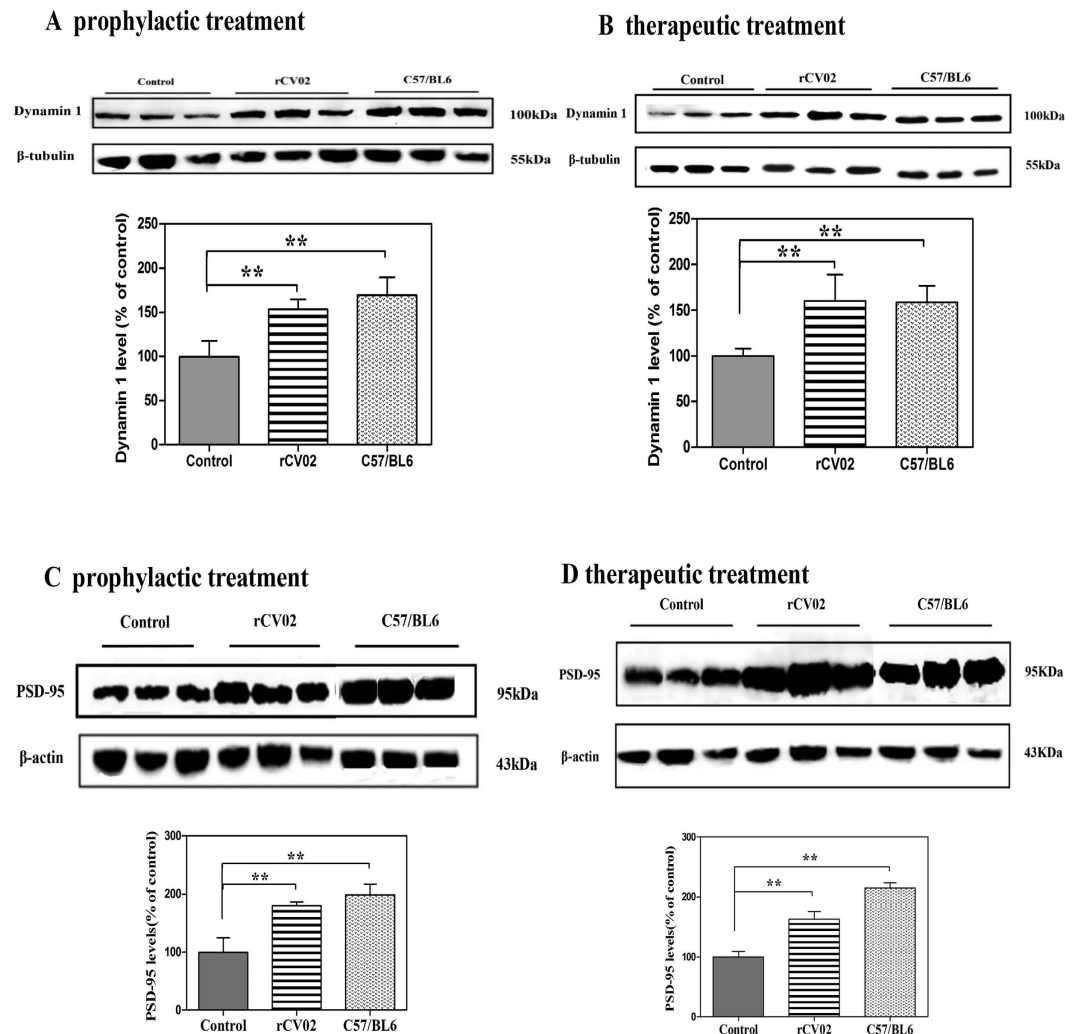 A prophylactic treatment
Control rCV02 C57/BL6
Dynamin 1 100kDa
β-tubulin 55kDa
Dynamin 1 level (% of control)
250
200
150
100
50
0
**
**
Control rCV02 C57/BL6
B therapeutic treatment
Control rCV02 C57/BL6
Dynamin 1 100kDa
β-tubulin 55kDa
Dynamin 1 level (% of control)
250
200
150
100
50
0
**
**
Control rCV02 C57/BL6
C prophylactic treatment
Control rCV02 C57/BL6
PSD-95 95kDa
β-actin 43kDa
PSD-95 levels(% of control)
300
200
100
0
**
**
Control rCV02 C57/BL6
D therapeutic treatment
Control rCV02 C57/BL6
PSD-95 95KDa
β-actin 43KDa
PSD-95 levels(% of control)
300
200
100
0
**
**
Control rCV02 C57/BL6